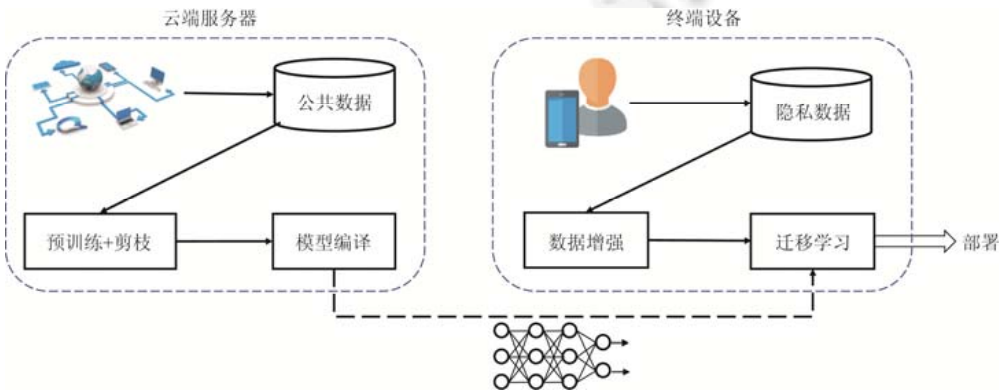 云端服务器
终端设备
公共数据
隐私数据
预训练+剪枝
模型编译
数据增强
迁移学习
部署